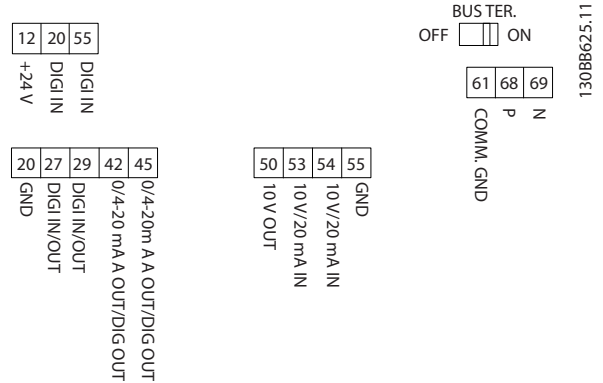 BUS TER.
OFF ON
130BB625.11
12 20 55
+24 V
DIGI IN
DIGI IN
61 68 69
COMM. GND
P
N
20 27 29 42 45
GND
DIGI IN/OUT
DIGI IN/OUT
0/4-20 mA A OUT/DIG OUT
0/4-20m A A OUT/DIG OUT
50 53 54 55
10 V OUT
10 V/20 mA IN
10 V/20 mA IN
GND